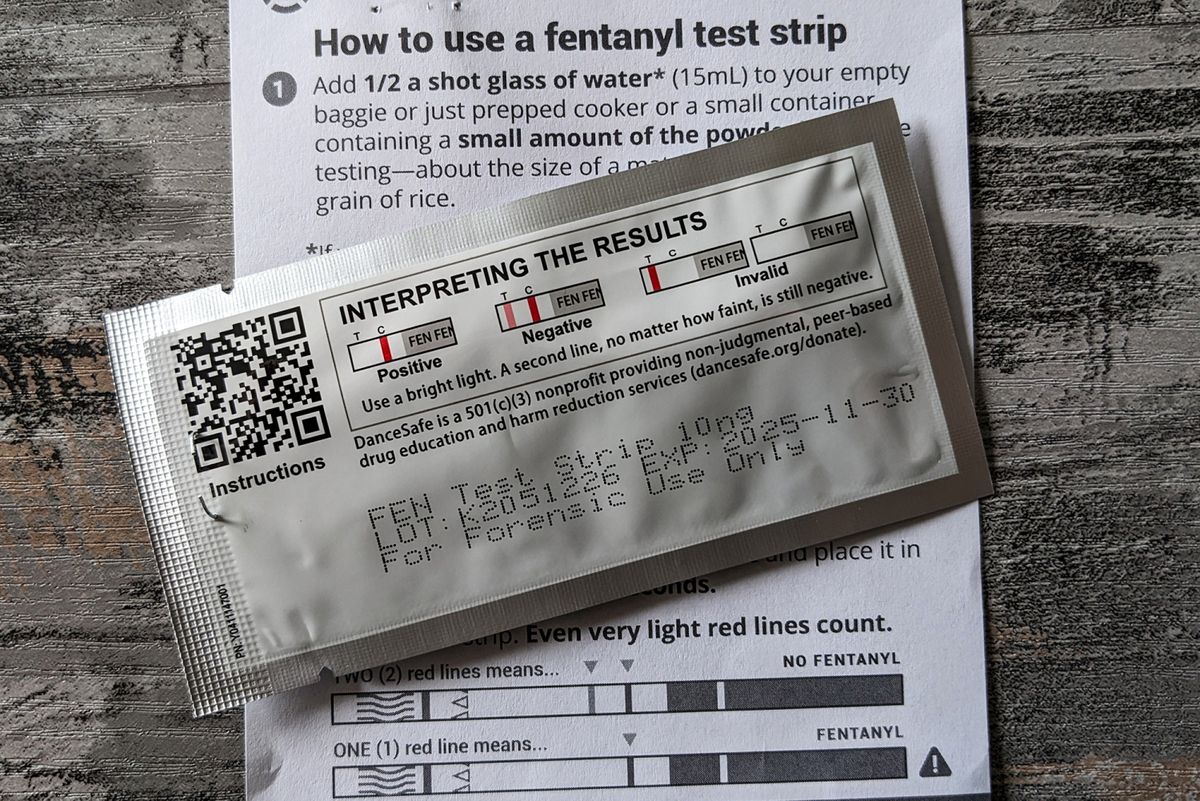 How to use a fentanyl test strip
1 Add 1/2 a shot glass of water* (15mL) to your empty
baggie or just prepped cooker or a small container
containing a small amount of the
testing—about the size of a
grain of rice.
*If
INTERPRETING THE RESULTS
T C FEN FEN
Positive
T C FEN FEN
Negative
T C FEN FEN
T C FEN FEN
Invalid
Use a bright light. A second line, no matter how faint, is still negative.
DanceSafe is a 501(c)(3) nonprofit providing non-judgmental, peer-based
drug education and harm reduction services (dancesafe.org/donate).
Instructions
FEN Test Strip 10ng
LOT: K2051226 EXP: 2025-11-30
For Forensic Use Only
and place it in
strip. Even very light red lines count.
TWO (2) red lines means...
NO FENTANYL
ONE (1) red line means...
FENTANYL